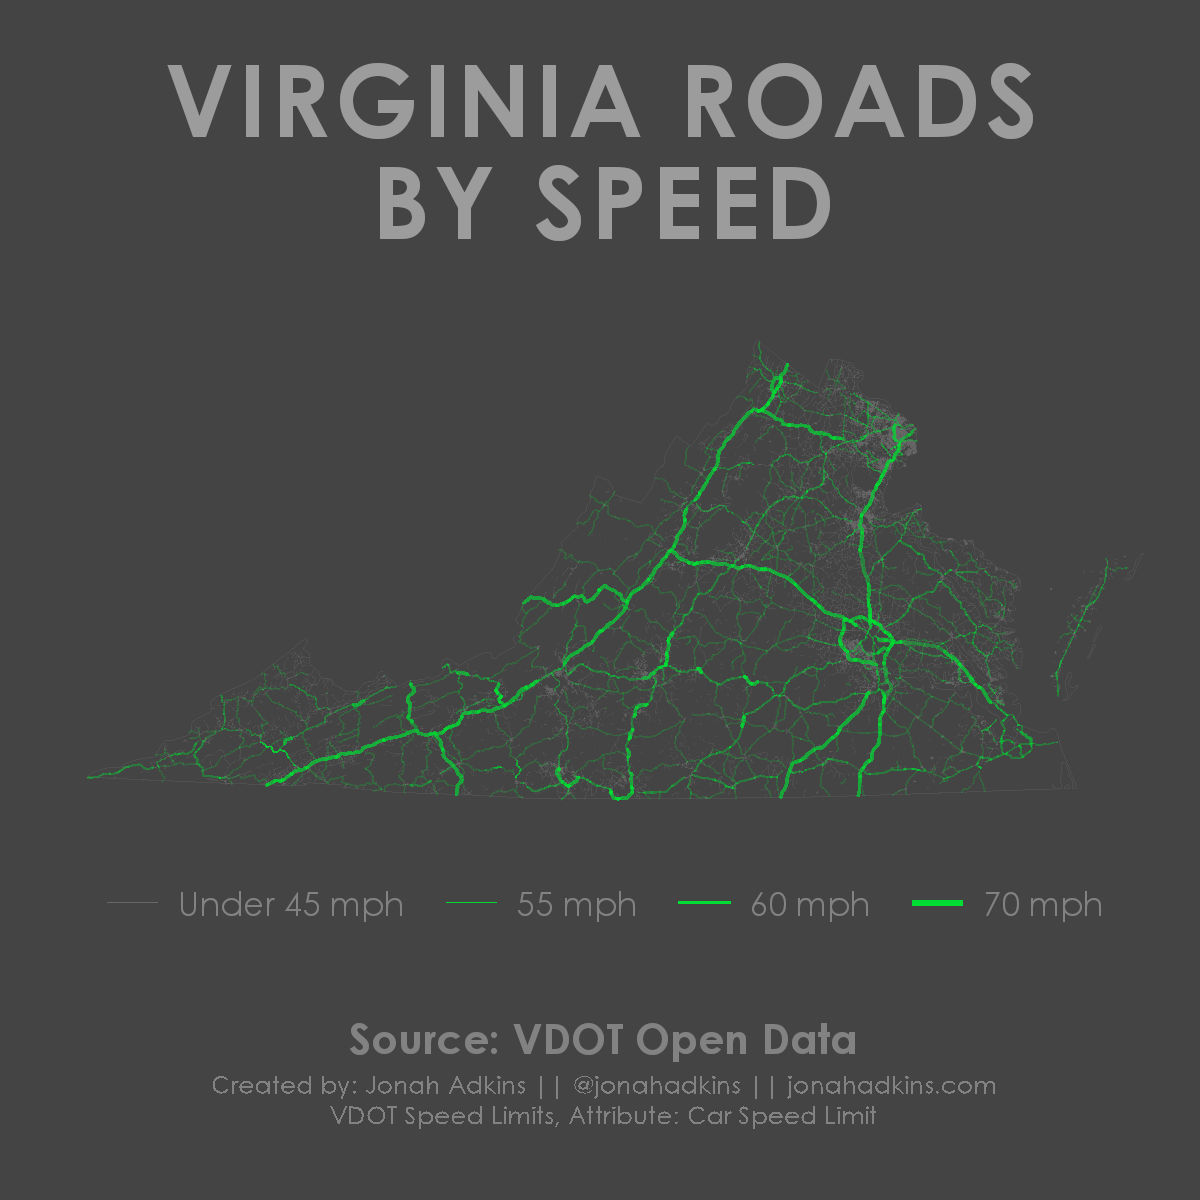 VIRGINIA ROADS
BY SPEED
Under 45 mph 55 mph 60 mph 70 mph
Source: VDOT Open Data
Created by: Jonah Adkins || @jonahadkins || jonahadkins.com
VDOT Speed Limits, Attribute: Car Speed Limit